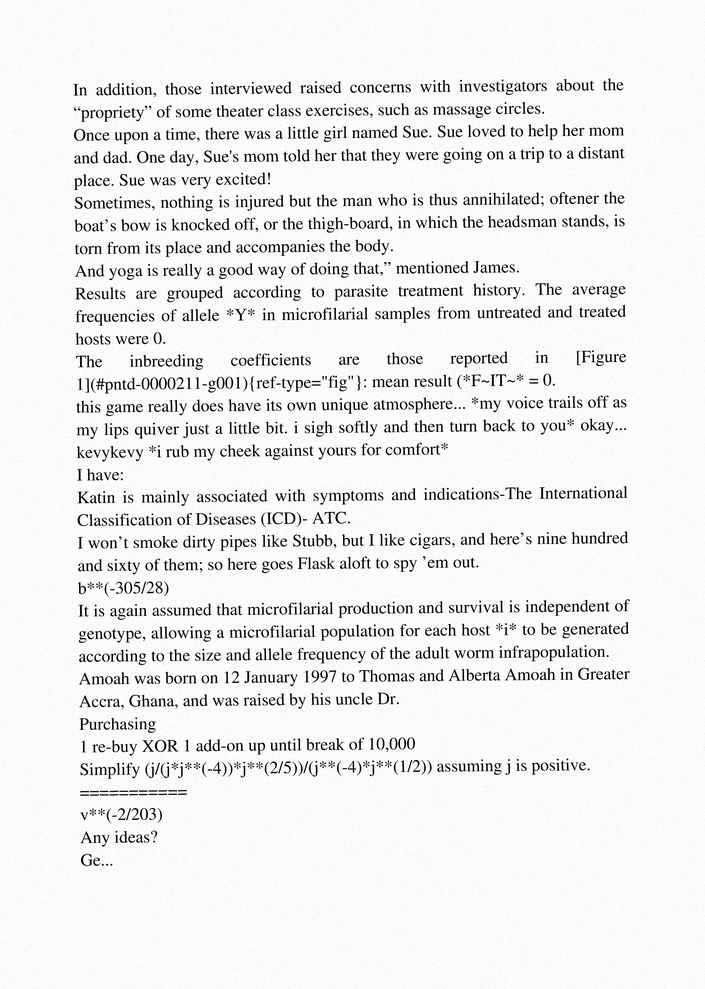 In addition, those interviewed raised concerns with investigators about the
“propriety” of some theater class exercises, such as massage circles.
Once upon a time, there was a little girl named Sue. Sue loved to help her mom
and dad. One day, Sue's mom told her that they were going on a trip to a distant
place. Sue was very excited!
Sometimes, nothing is injured but the man who is thus annihilated; oftener the
boat’s bow is knocked off, or the thigh-board, in which the headsman stands, is
torn from its place and accompanies the body.
And yoga is really a good way of doing that,” mentioned James.
Results are grouped according to parasite treatment history. The average
frequencies of allele *Y* in microfilarial samples from untreated and treated
hosts were 0.
The inbreeding coefficients are those reported in [Figure
1](#pntd-0000211-g001){ref-type="fig"}: mean result (*F~IT~* = 0.
this game really does have its own unique atmosphere... *my voice trails off as
my lips quiver just a little bit. i sigh softly and then turn back to you* okay...
kevykevy *i rub my cheek against yours for comfort*
I have:
Katin is mainly associated with symptoms and indications-The International
Classification of Diseases (ICD)- ATC.
I won’t smoke dirty pipes like Stubb, but I like cigars, and here’s nine hundred
and sixty of them; so here goes Flask aloft to spy ’em out.
b**(-305/28)
It is again assumed that microfilarial production and survival is independent of
genotype, allowing a microfilarial population for each host *i* to be generated
according to the size and allele frequency of the adult worm infrapopulation.
Amoah was born on 12 January 1997 to Thomas and Alberta Amoah in Greater
Accra, Ghana, and was raised by his uncle Dr.
Purchasing
1 re-buy XOR 1 add-on up until break of 10,000
Simplify (j/(j*j**(-4))*j**(2/5))/(j**(-4)*j**(1/2)) assuming j is positive.
===========
v**(-2/203)
Any ideas?
Ge...